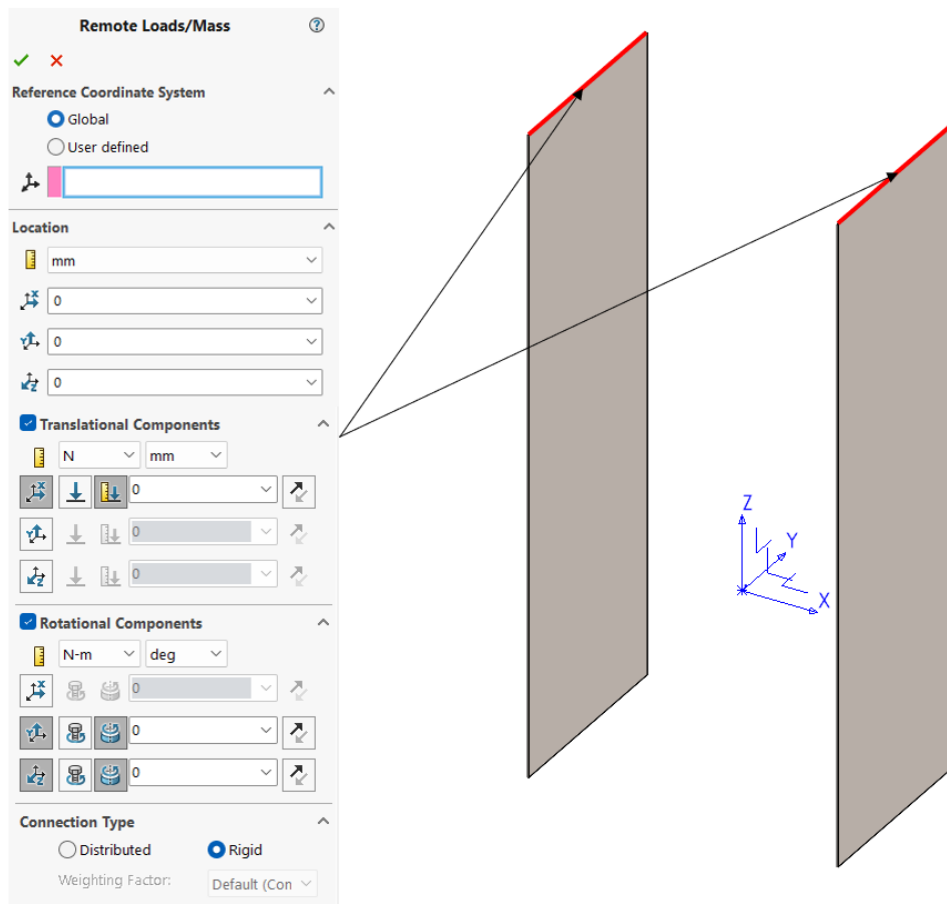 Remote Loads/Mass
Reference Coordinate System
Global
User defined
Location
mm
0
0
0
Translational Components
N mm
0
0
0
Rotational Components
N-m deg
0
0
0
Connection Type
Distributed Rigid
Weighting Factor: Default (Con
Z
Y
X